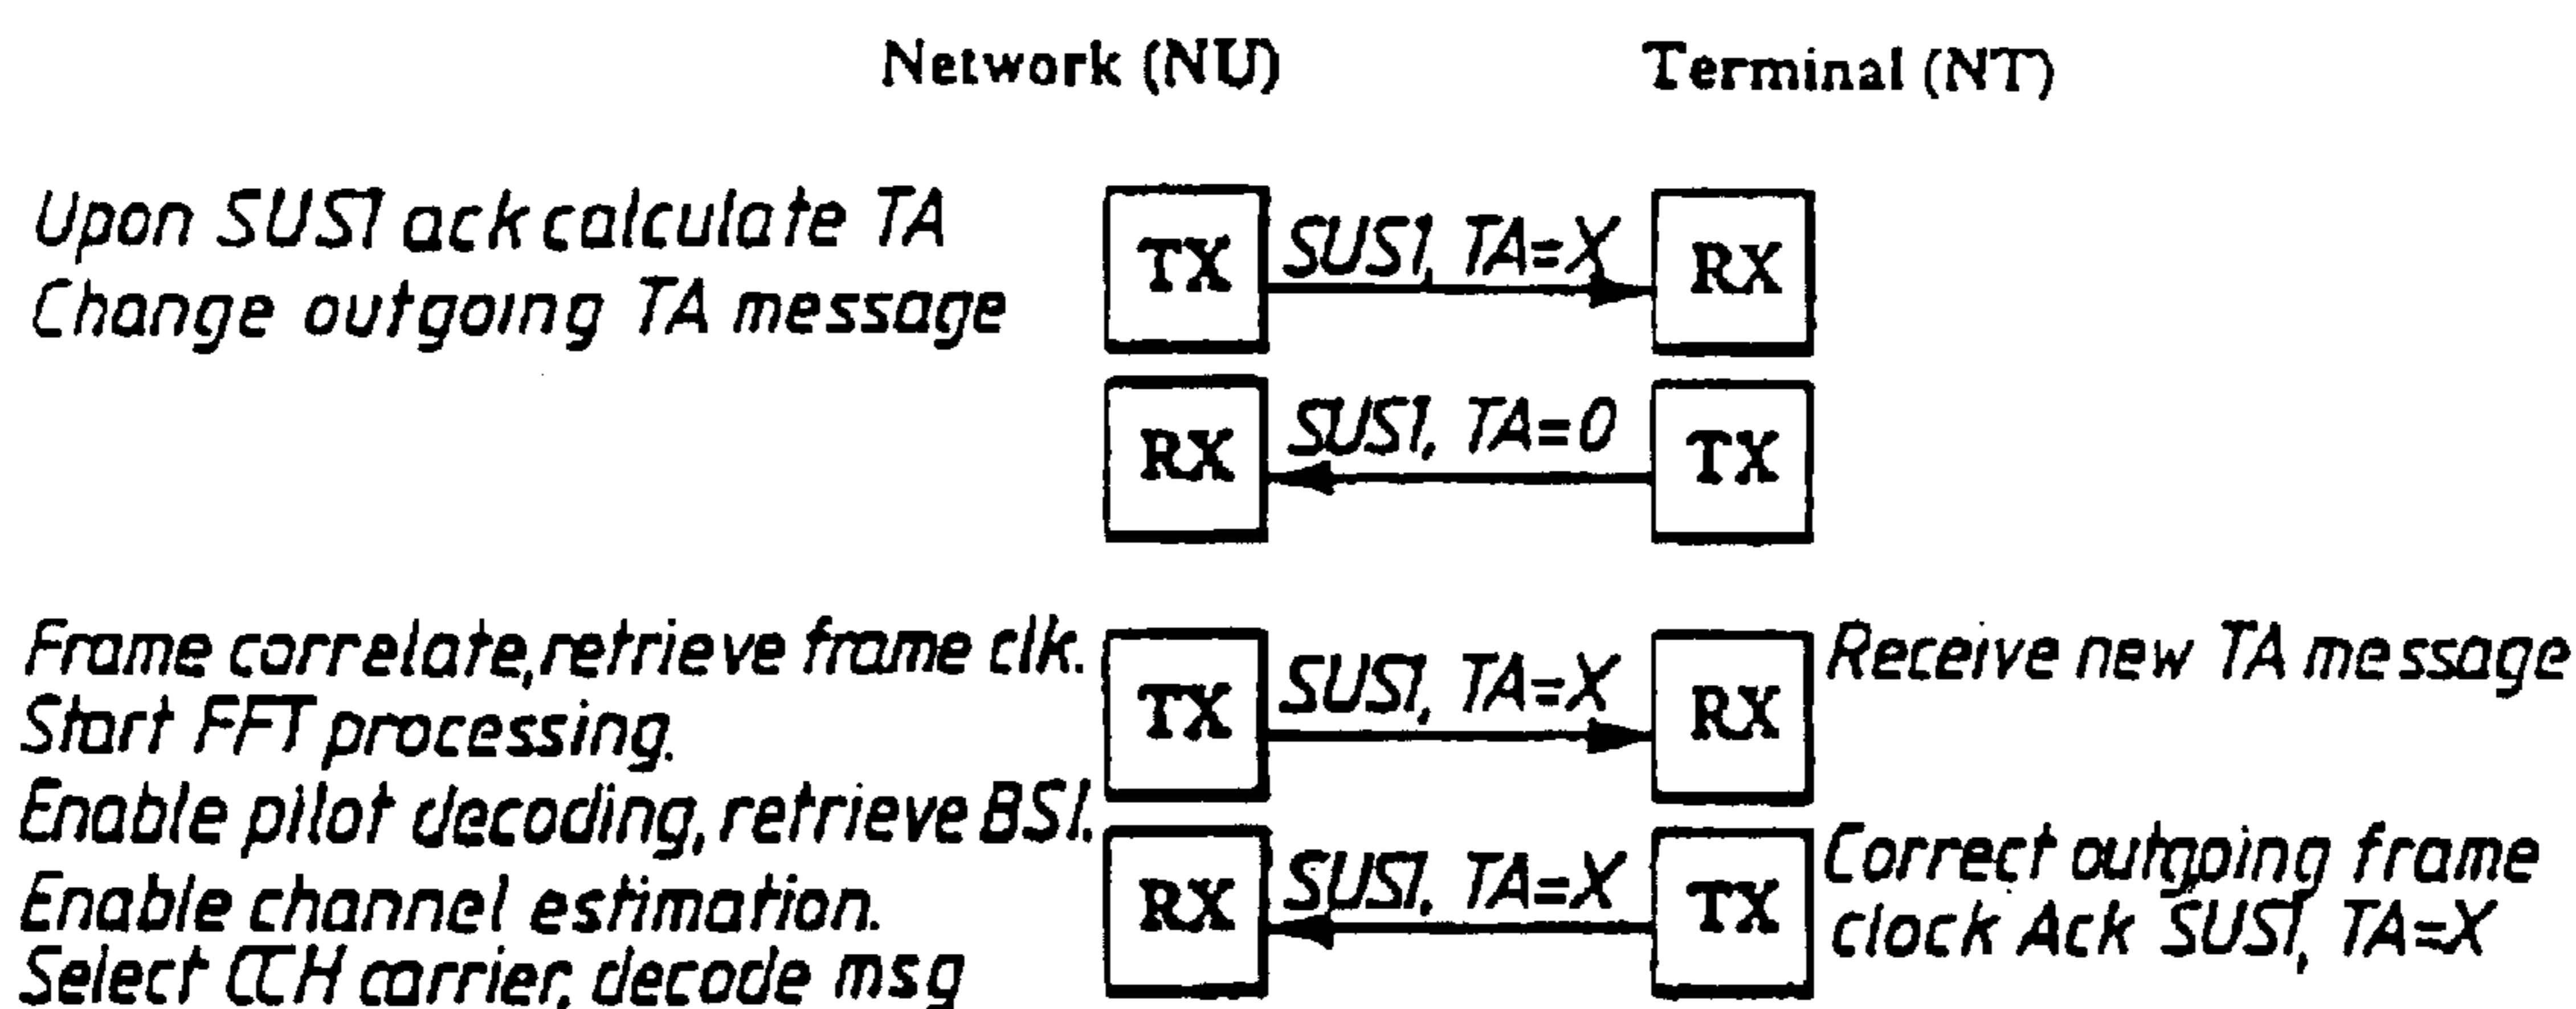 Network (NU) Terminal (NT)
Upon SUS1 ack calculate TA
Change outgoing TA message
TX SUS1, TA=X RX
RX SUS1, TA=0 TX
Frame correlate, retrieve frame clk.
Start FFT processing.
Enable pilot decoding, retrieve BSI.
Enable channel estimation.
Select CCH carrier, decode msg
TX SUS1, TA=X RX
Receive new TA message
RX SUS1, TA=X TX
Correct outgoing frame
clock Ack SUS1, TA=X